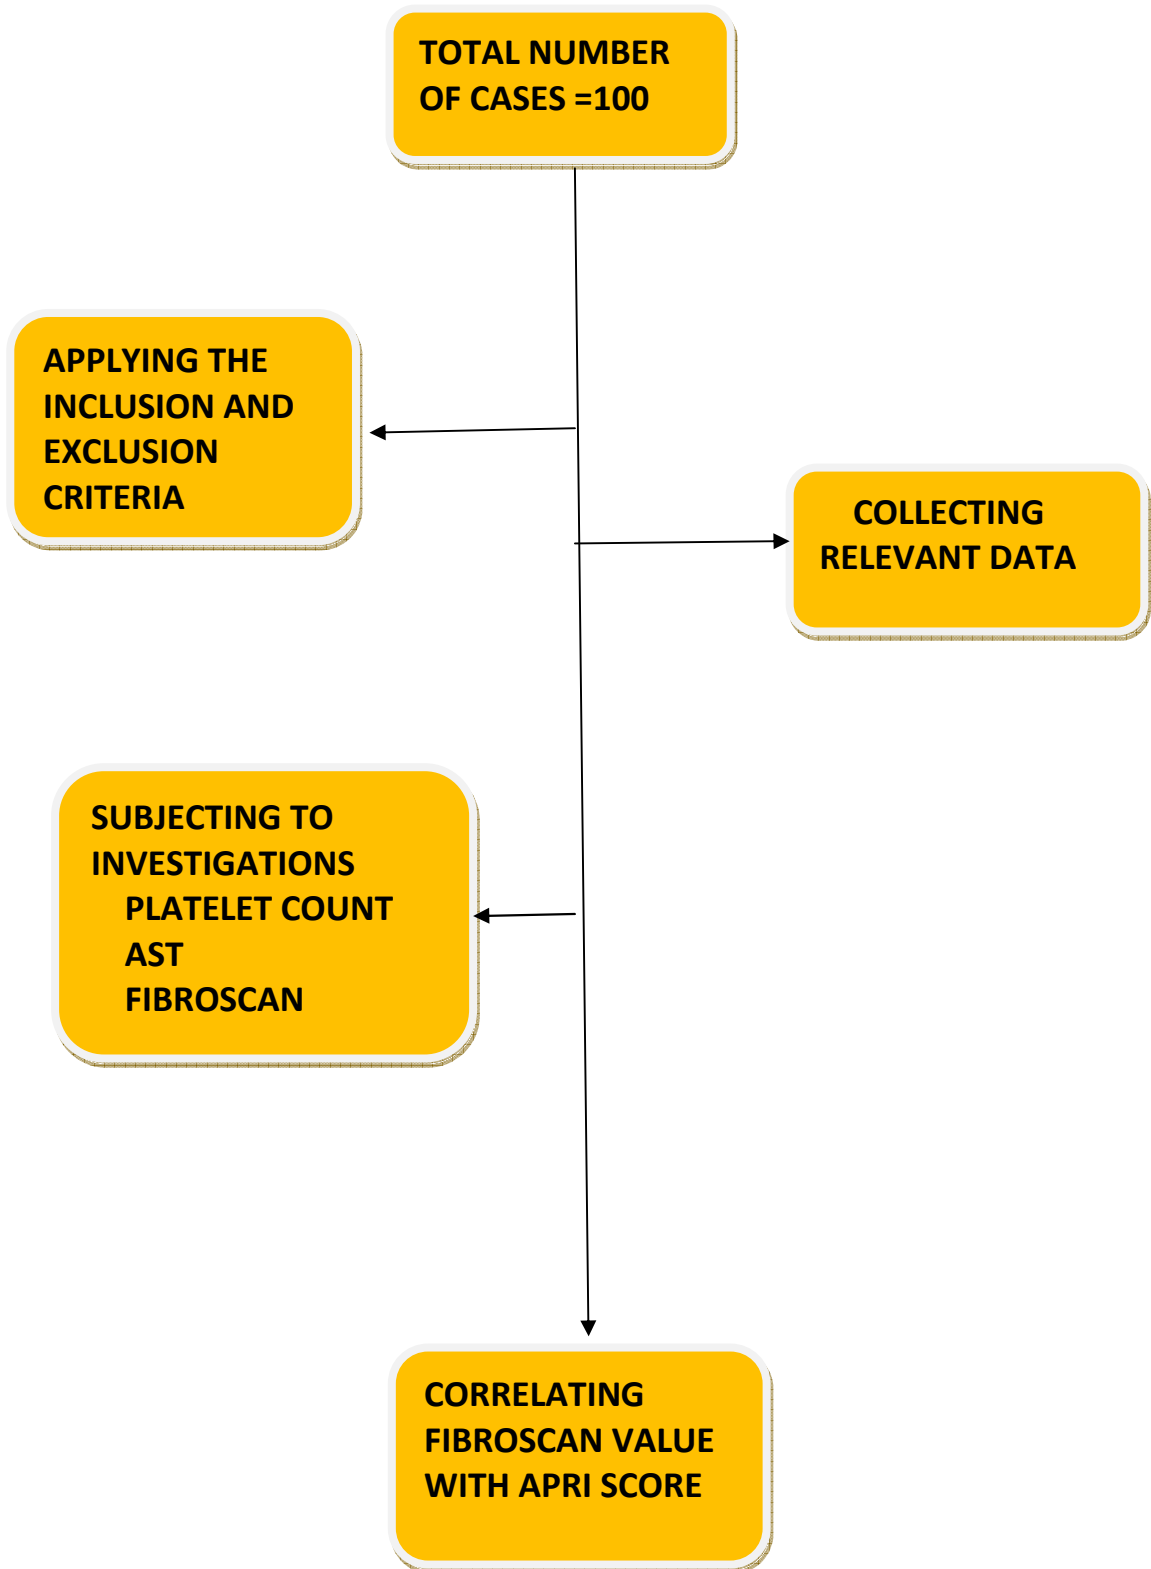 TOTAL NUMBER
OF CASES =100
APPLYING THE
INCLUSION AND
EXCLUSION
CRITERIA
COLLECTING
RELEVANT DATA
SUBJECTING TO
INVESTIGATIONS
PLATELET COUNT
AST
FIBROSCAN
CORRELATING
FIBROSCAN VALUE
WITH APRI SCORE